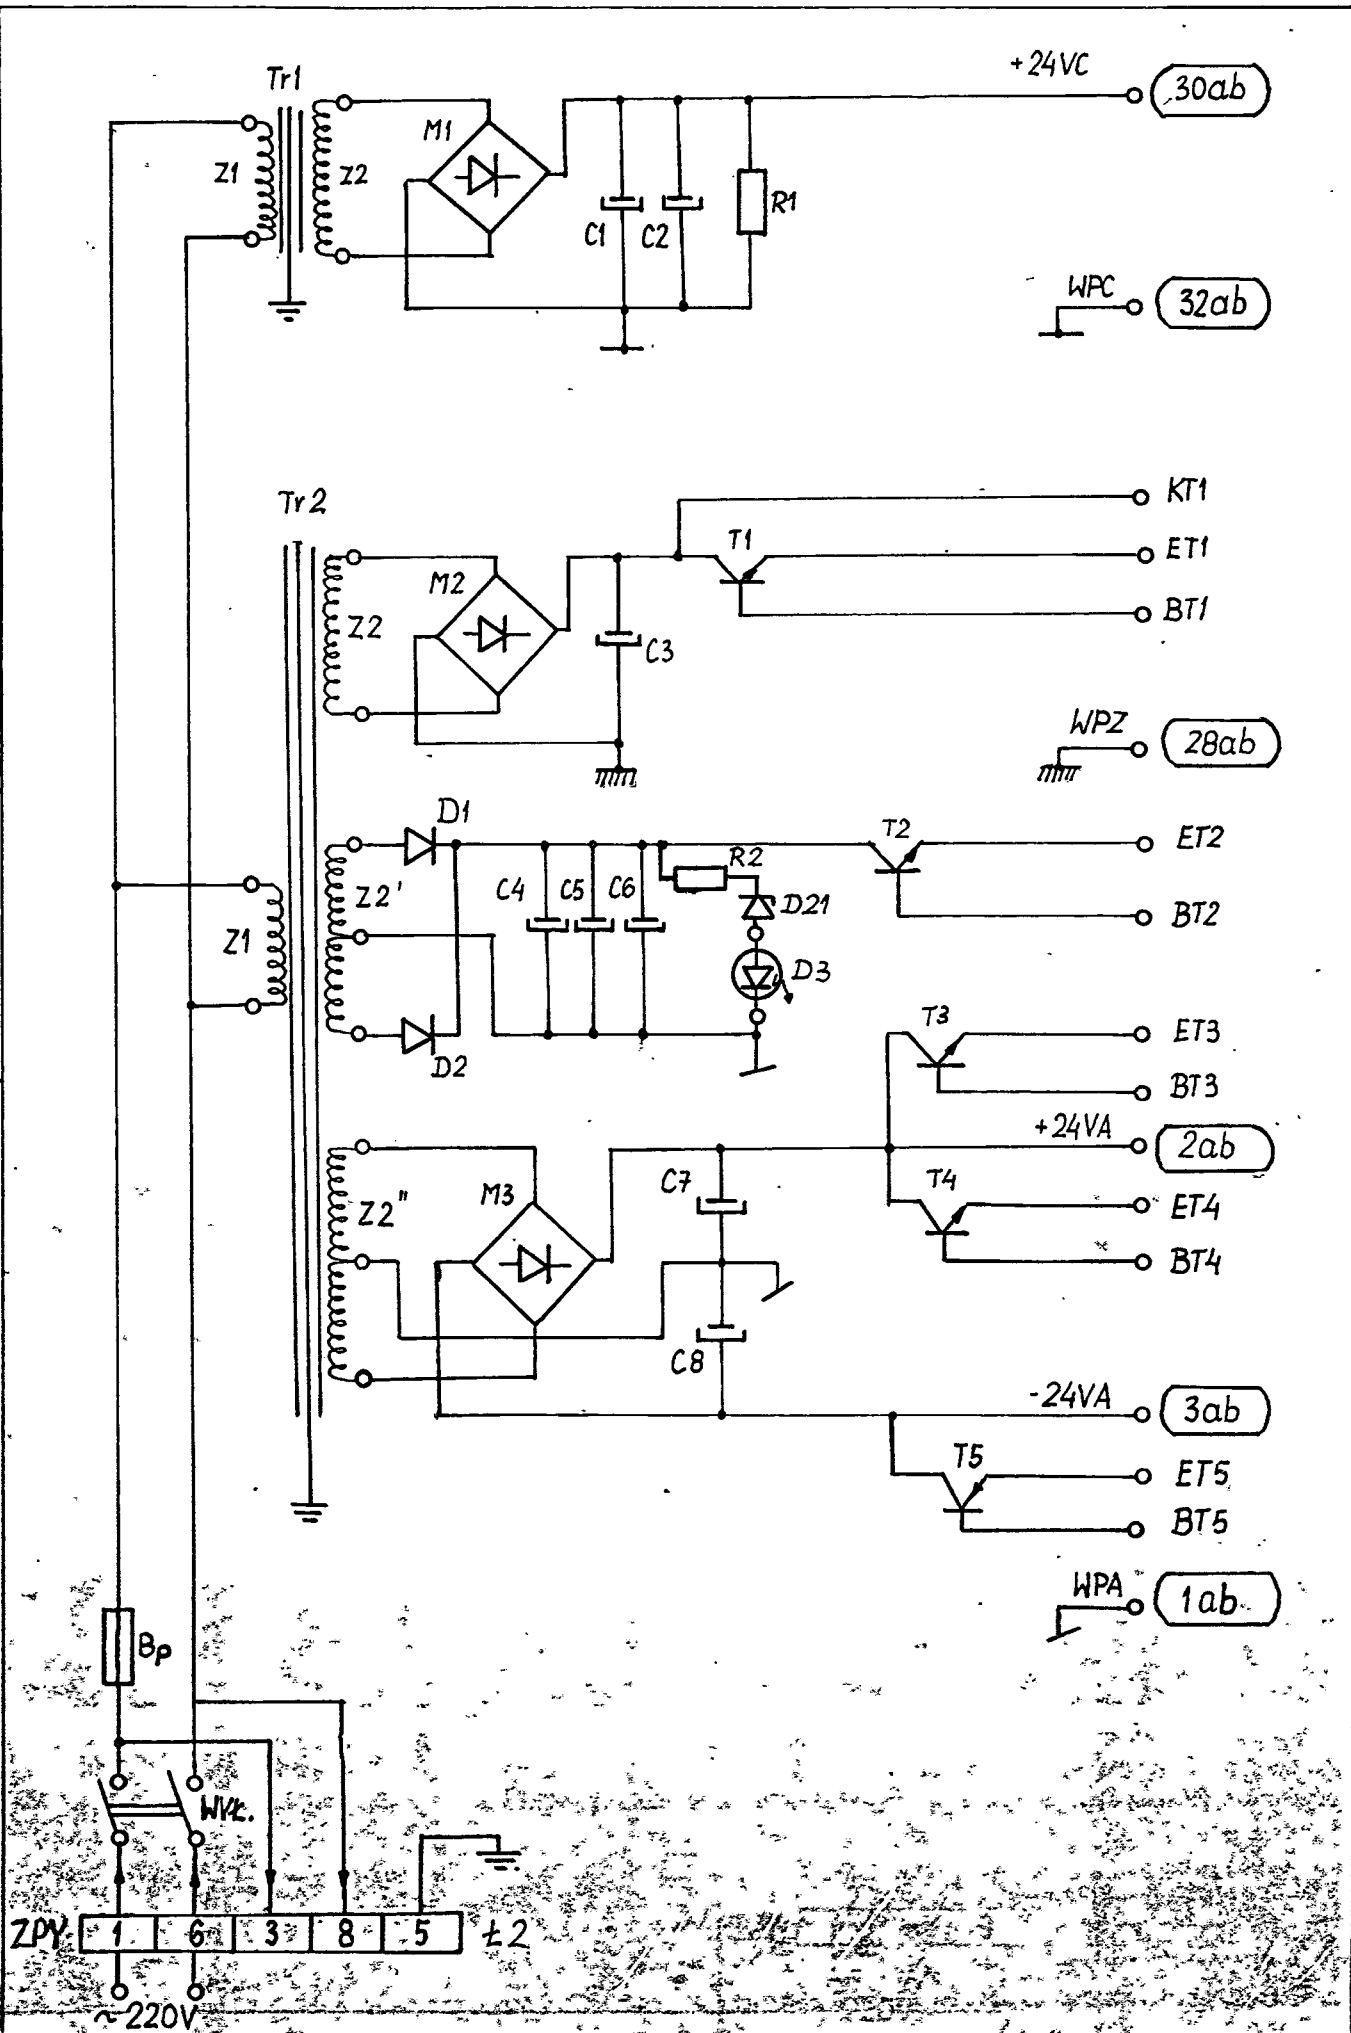 Tr1
+24VC
30ab
M1
Z1
Z2
R1
C1
C2
WPC
32ab
Tr2
KT1
T1
ET1
M2
BT1
Z2
C3
WPZ
28ab
D1
T2
ET2
R2
Z2'
C4
C5
C6
D21
BT2
Z1
D3
T3
ET3
D2
BT3
+24VA
2ab
C7
T4
M3
Z2"
ET4
BT4
C8
-24VA
3ab
T5
ET5
BT5
WPA
1ab
Bp
WYŁ.
ZPY 1 6 3 8 5 Ł2
~220V